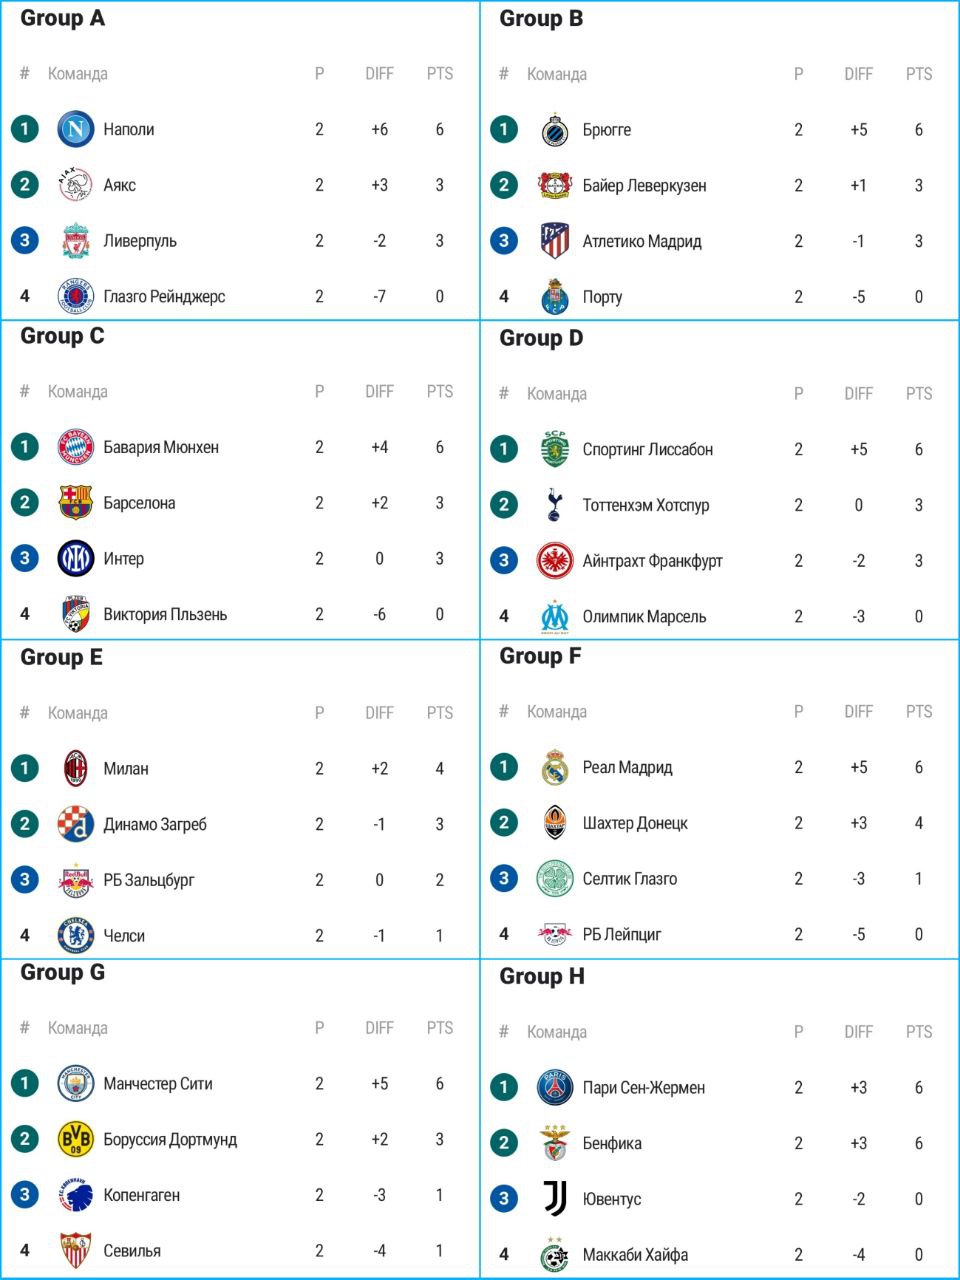 Group A
# Команда P DIFF PTS
1 Наполи 2 +6 6
2 Аякс 2 +3 3
3 Ливерпуль 2 -2 3
4 Глазго Рейнджерс 2 -7 0
Group B
# Команда P DIFF PTS
1 Брюгге 2 +5 6
2 Байер Леверкузен 2 +1 3
3 Атлетико Мадрид 2 -1 3
4 Порту 2 -5 0
Group C
# Команда P DIFF PTS
1 Бавария Мюнхен 2 +4 6
2 Барселона 2 +2 3
3 Интер 2 0 3
4 Виктория Пльзень 2 -6 0
Group D
# Команда P DIFF PTS
1 Спортинг Лиссабон 2 +5 6
2 Тоттенхэм Хотспур 2 0 3
3 Айнтрахт Франкфурт 2 -2 3
4 Олимпик Марсель 2 -3 0
Group E
# Команда P DIFF PTS
1 Милан 2 +2 4
2 Динамо Загреб 2 -1 3
3 РБ Зальцбург 2 0 2
4 Челси 2 -1 1
Group F
# Команда P DIFF PTS
1 Реал Мадрид 2 +5 6
2 Шахтер Донецк 2 +3 4
3 Селтик Глазго 2 -3 1
4 РБ Лейпциг 2 -5 0
Group G
# Команда P DIFF PTS
1 Манчестер Сити 2 +5 6
2 Боруссия Дортмунд 2 +2 3
3 Копенгаген 2 -3 1
4 Севилья 2 -4 1
Group H
# Команда P DIFF PTS
1 Пари Сен-Жермен 2 +3 6
2 Бенфика 2 +3 6
3 Ювентус 2 -2 0
4 Маккаби Хайфа 2 -4 0